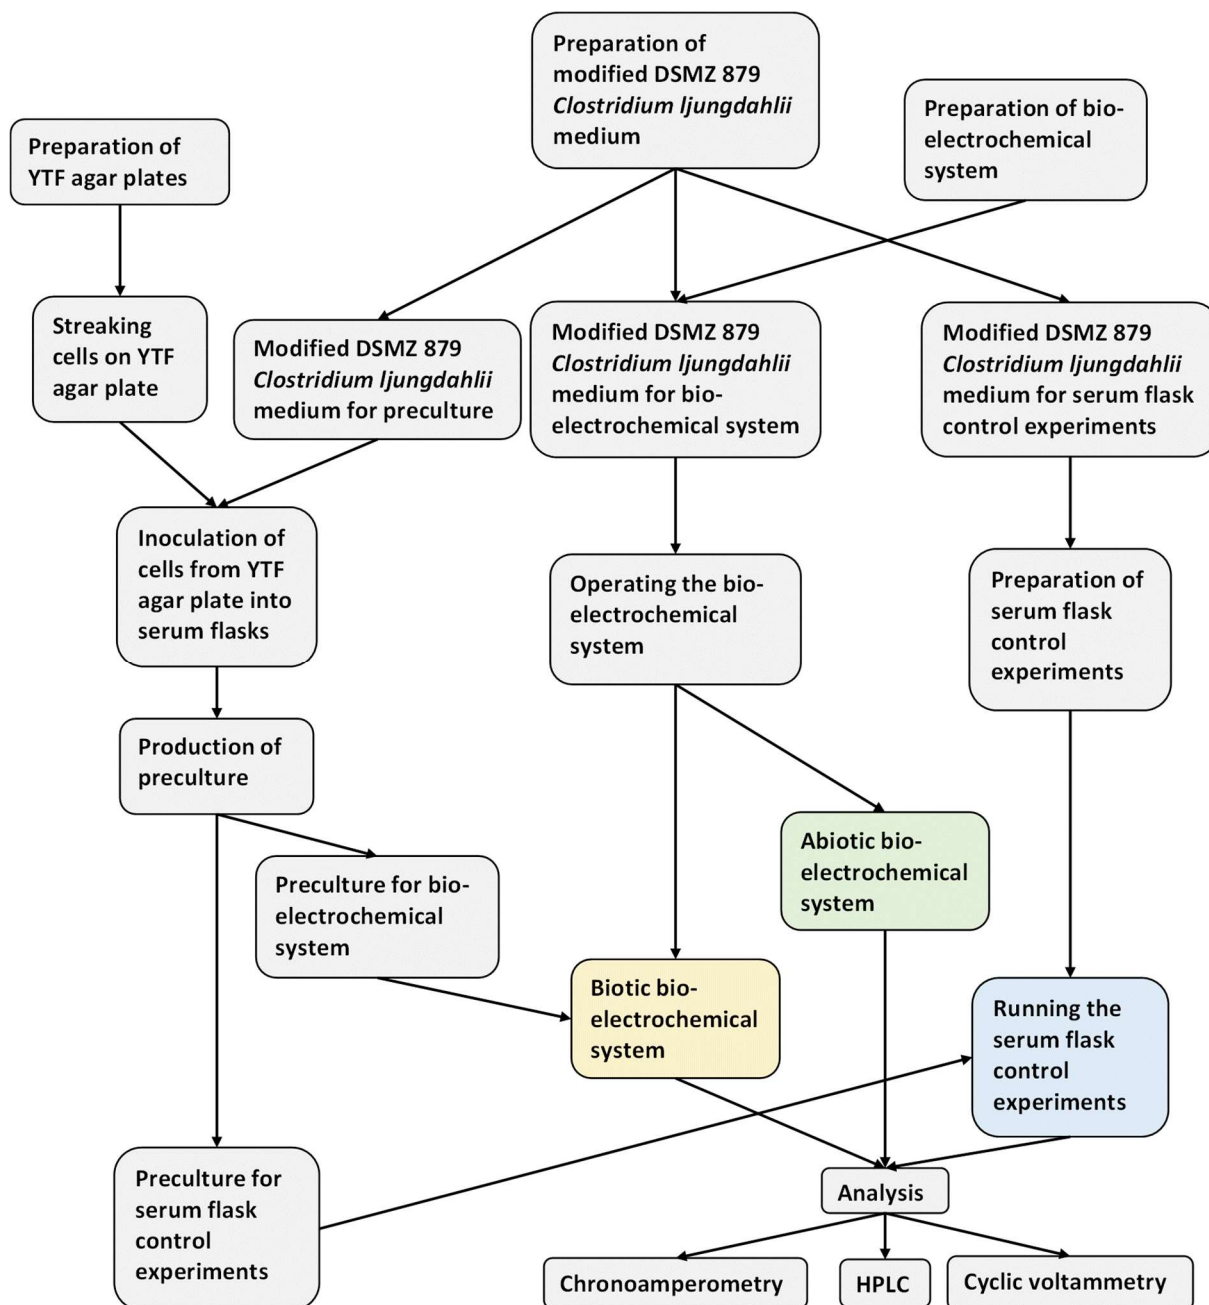 Preparation of
modified DSMZ 879
Clostridium ljungdahlii
medium
Preparation of bio-
electrochemical
system
Preparation of
YTF agar plates
Streaking
cells on YTF
agar plate
Modified DSMZ 879
Clostridium ljungdahlii
medium for preculture
Modified DSMZ 879
Clostridium ljungdahlii
medium for bio-
electrochemical system
Modified DSMZ 879
Clostridium ljungdahlii
medium for serum flask
control experiments
Inoculation of
cells from YTF
agar plate into
serum flasks
Operating the bio-
electrochemical
system
Preparation of
serum flask
control
experiments
Production of
preculture
Abiotic bio-
electrochemical
system
Preculture for bio-
electrochemical
system
Biotic bio-
electrochemical
system
Running the
serum flask
control
experiments
Preculture for
serum flask
control
experiments
Analysis
Chronoamperometry
HPLC
Cyclic voltammetry